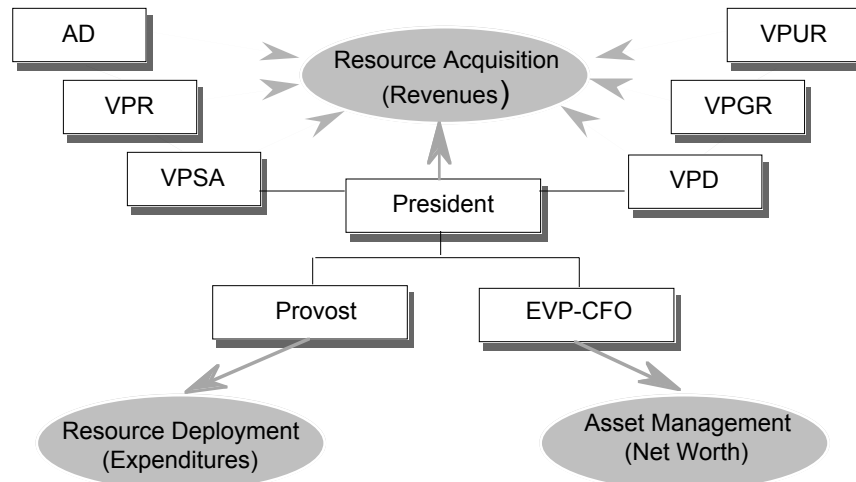 AD
Resource Acquisition
(Revenues)
VPUR
VPR
VPGR
VPSA
President
VPD
Provost
EVP-CFO
Resource Deployment
(Expenditures)
Asset Management
(Net Worth)